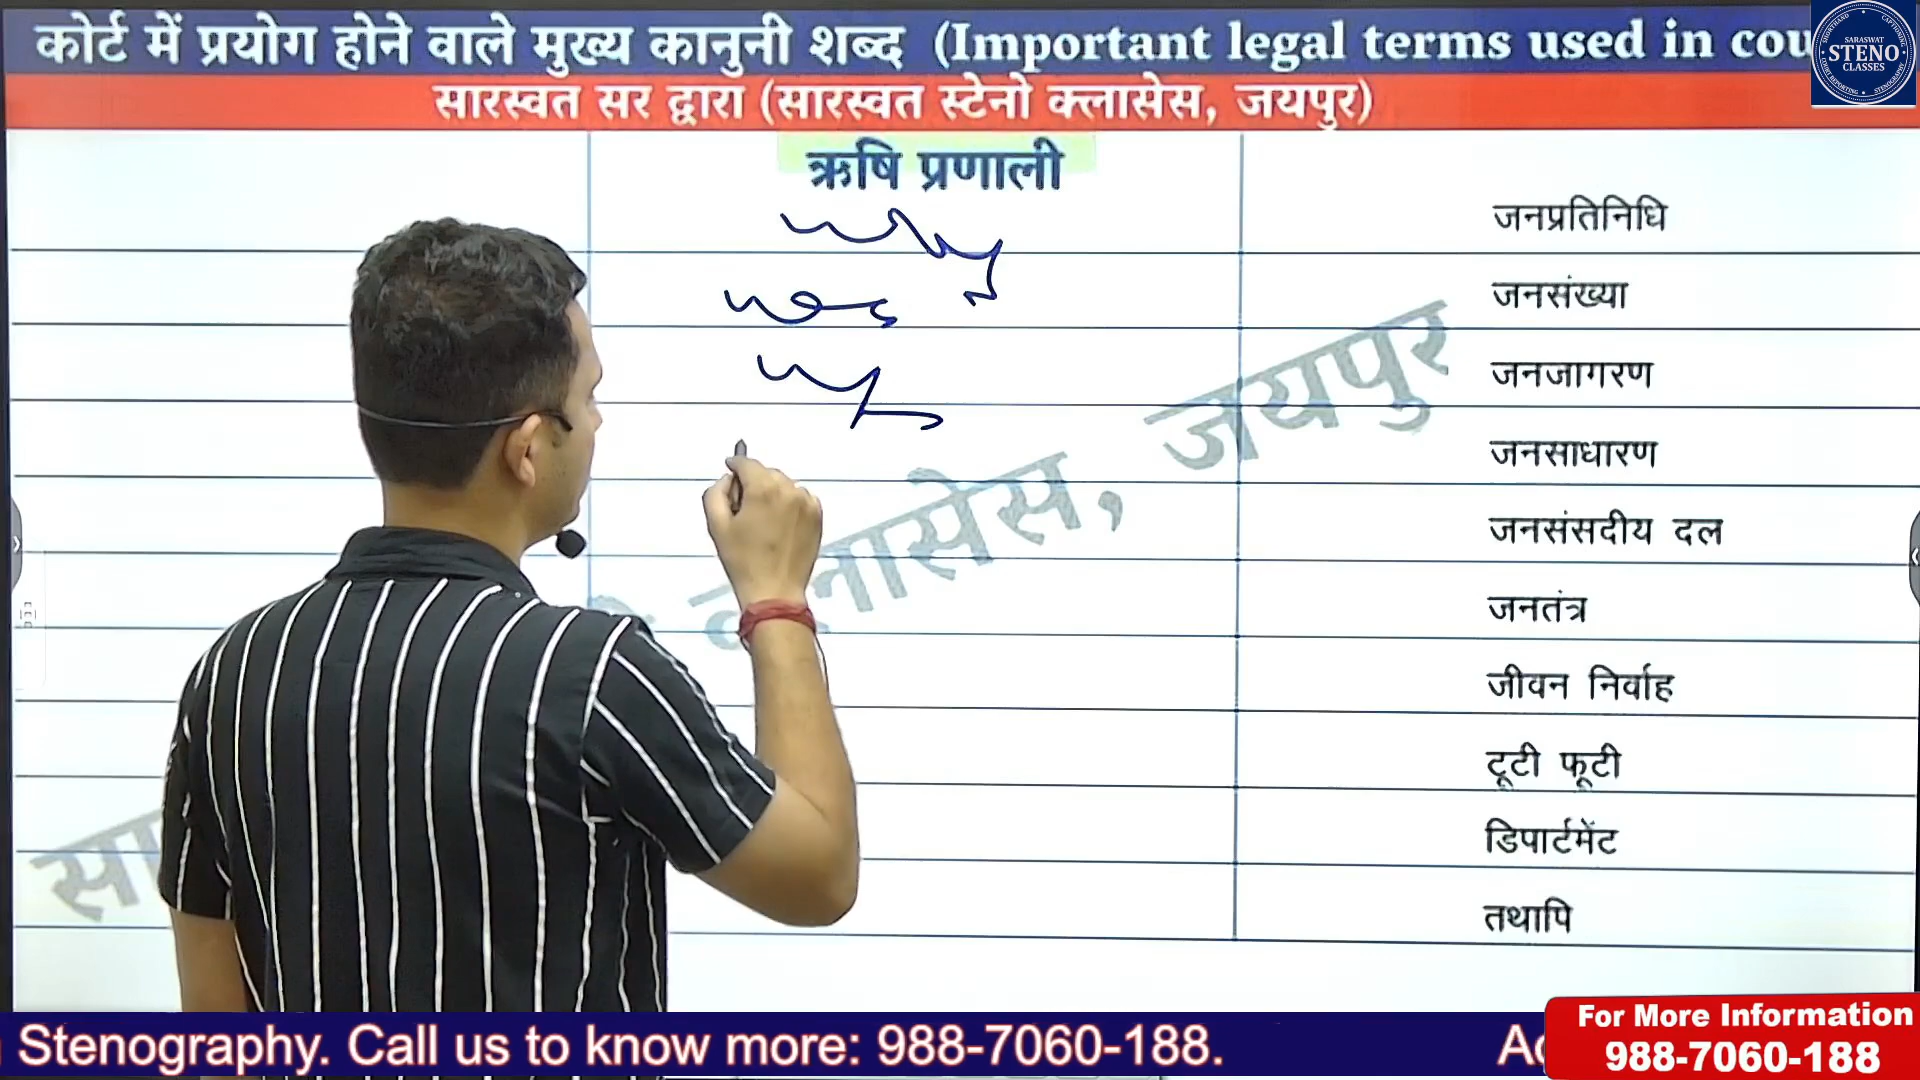 कोर्ट में प्रयोग होने वाले मुख्य कानुनी शब्द (Important legal terms used in cou
SARASWAT
STENO
CLASSES
सारस्वत सर द्वारा (सारस्वत स्टेनो क्लासेस, जयपुर)
ऋषि प्रणाली
जनप्रतिनिधि
जनसंख्या
जनजागरण
जनसाधारण
जनसंसदीय दल
जनतंत्र
जीवन निर्वाह
टूटी फूटी
डिपार्टमेंट
तथापि
क्लासेस, जयपुर
Stenography. Call us to know more: 988-7060-188.
For More Information
988-7060-188